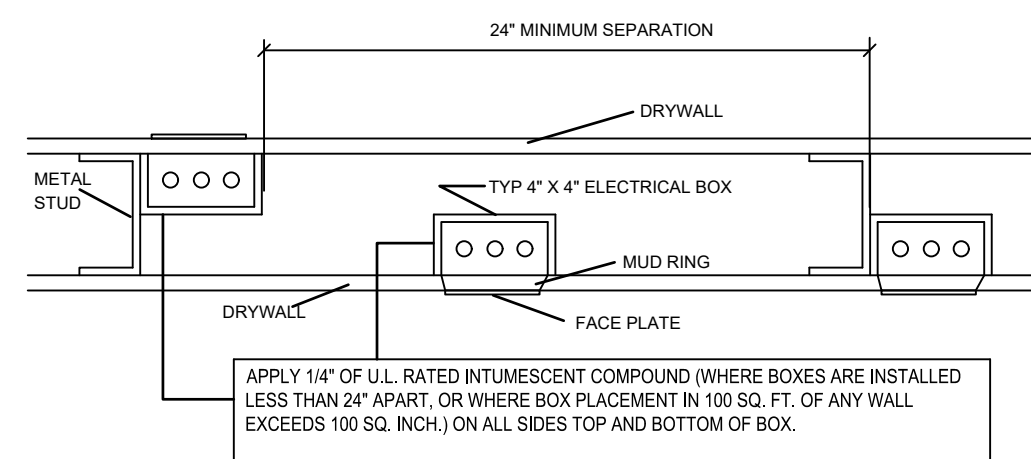 24" MINIMUM SEPARATION
DRYWALL
METAL
STUD
TYP 4" X 4" ELECTRICAL BOX
MUD RING
DRYWALL
FACE PLATE
APPLY 1/4" OF U.L. RATED INTUMESCENT COMPOUND (WHERE BOXES ARE INSTALLED
LESS THAN 24" APART, OR WHERE BOX PLACEMENT IN 100 SQ. FT. OF ANY WALL
EXCEEDS 100 SQ. INCH.) ON ALL SIDES TOP AND BOTTOM OF BOX.